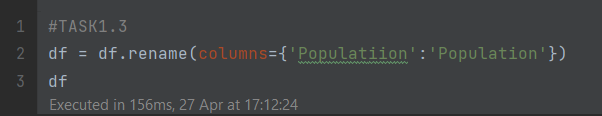 1 #TASK1.3
2 df = df.rename(columns={'Populatiion':'Population'})
3 df
Executed in 156ms, 27 Apr at 17:12:24